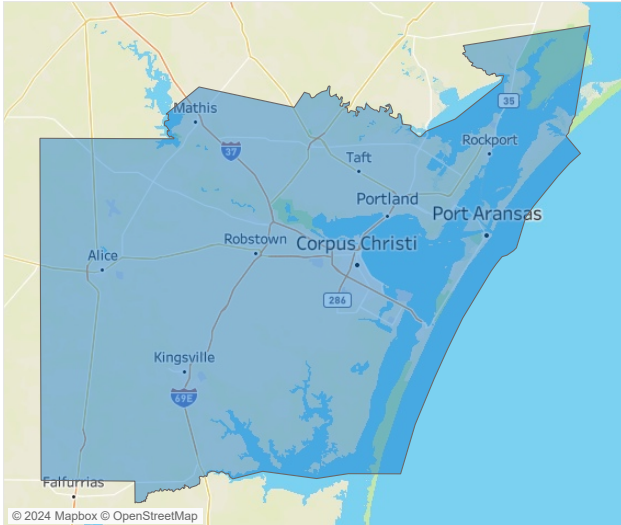 Mathis
35
37
Rockport
Taft
Portland
Port Aransas
Robstown
Corpus Christi
Alice
286
Kingsville
69E
Falfurrias
© 2024 Mapbox © OpenStreetMap